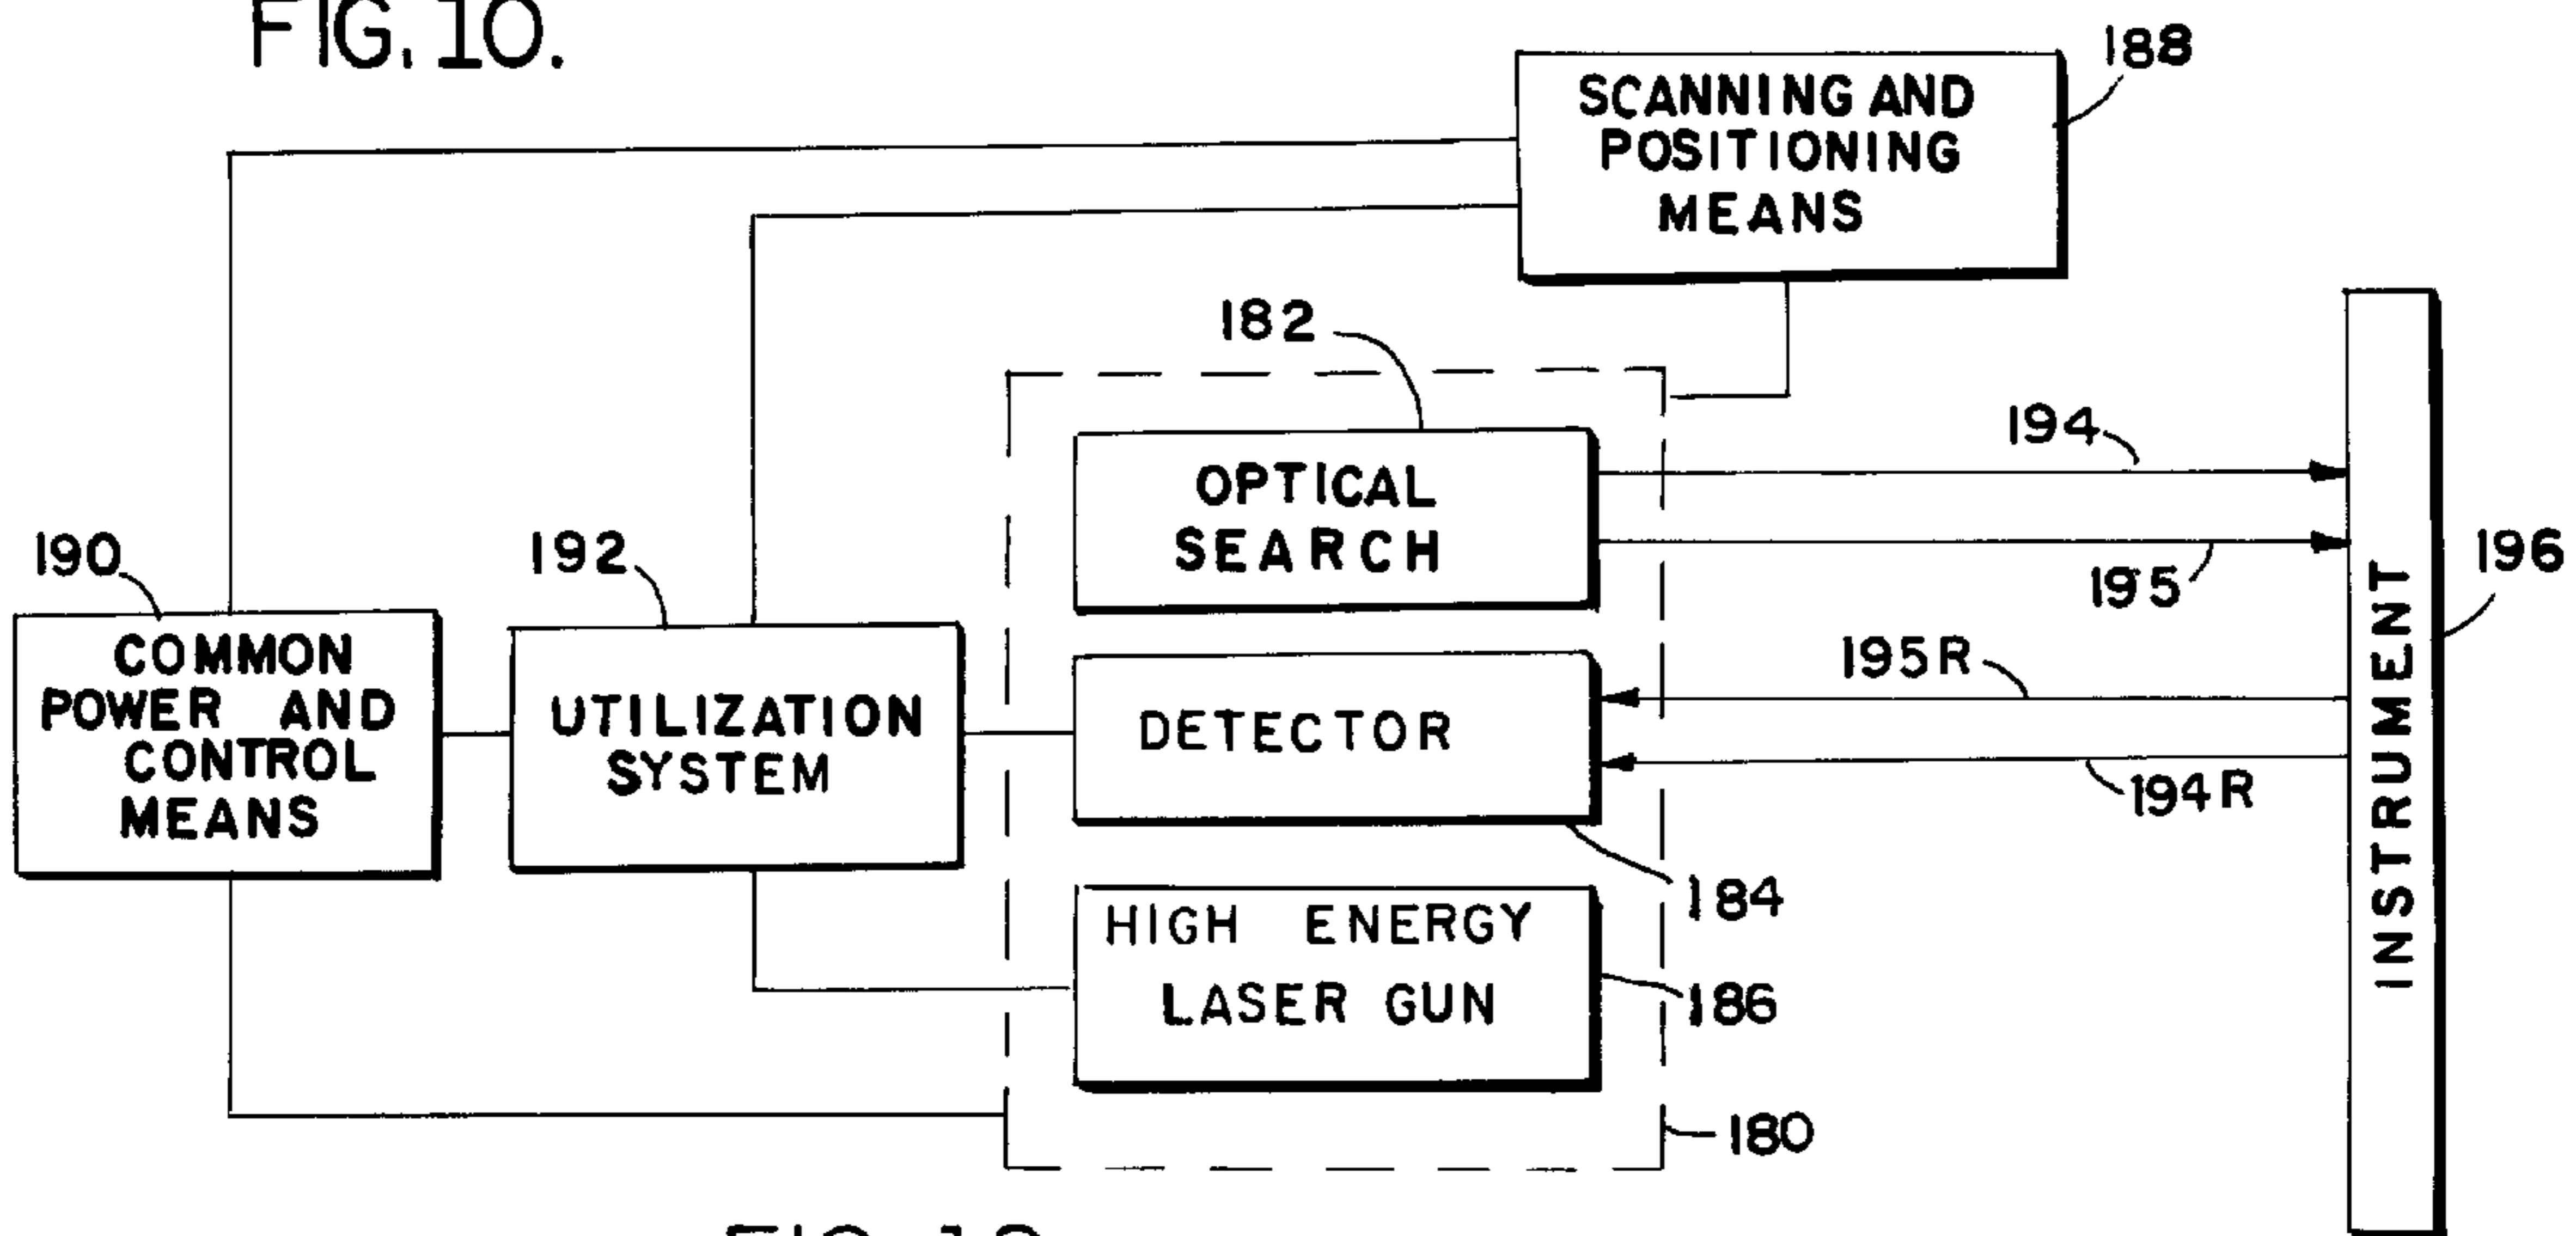 FIG. 10.
188
SCANNING AND
POSITIONING
MEANS
182
194
OPTICAL
SEARCH
195
196
190
192
COMMON
POWER AND
CONTROL
MEANS
UTILIZATION
SYSTEM
195R
DETECTOR
194R
INSTRUMENT
184
HIGH ENERGY
LASER GUN
186
180